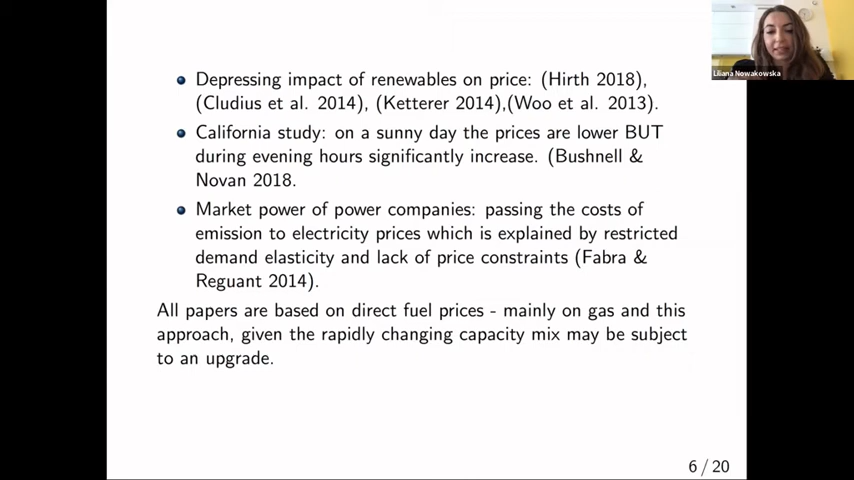 Liliana Nowakowska
Depressing impact of renewables on price: (Hirth 2018),
(Cludius et al. 2014), (Ketterer 2014),(Woo et al. 2013).
California study: on a sunny day the prices are lower BUT
during evening hours significantly increase. (Bushnell &
Novan 2018.
Market power of power companies: passing the costs of
emission to electricity prices which is explained by restricted
demand elasticity and lack of price constraints (Fabra &
Reguant 2014).
All papers are based on direct fuel prices - mainly on gas and this
approach, given the rapidly changing capacity mix may be subject
to an upgrade.
6 / 20